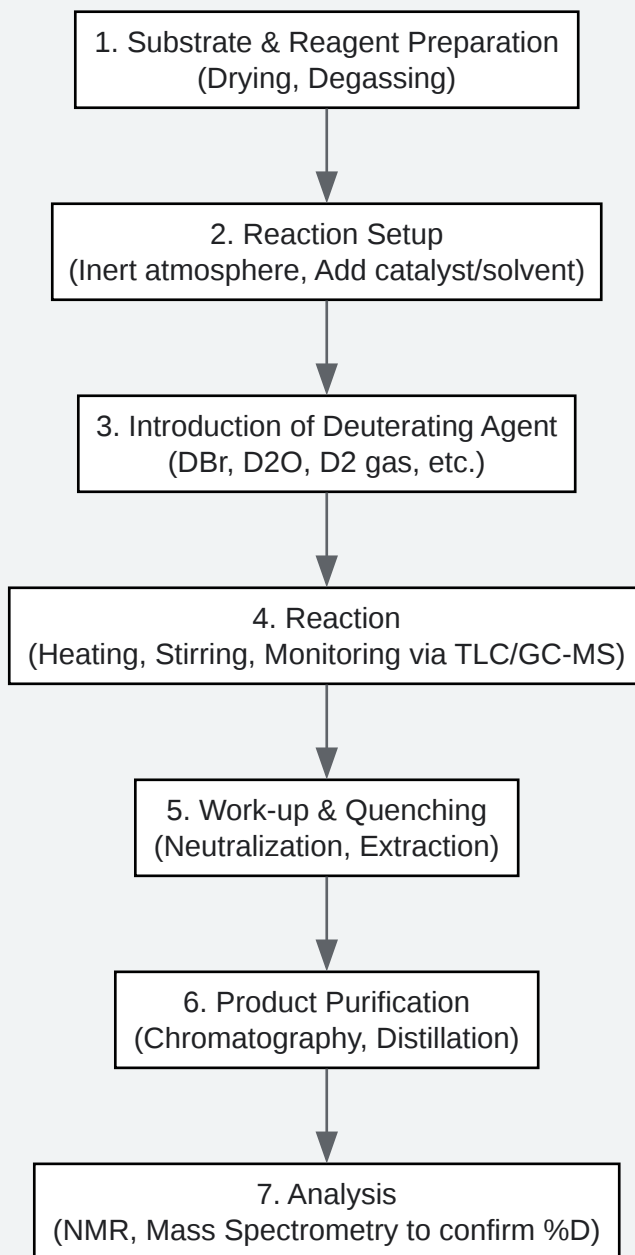 1. Substrate & Reagent Preparation
(Drying, Degassing)
2. Reaction Setup
(Inert atmosphere, Add catalyst/solvent)
3. Introduction of Deuterating Agent
(DBr, D2O, D2 gas, etc.)
4. Reaction
(Heating, Stirring, Monitoring via TLC/GC-MS)
5. Work-up & Quenching
(Neutralization, Extraction)
6. Product Purification
(Chromatography, Distillation)
7. Analysis
(NMR, Mass Spectrometry to confirm %D)